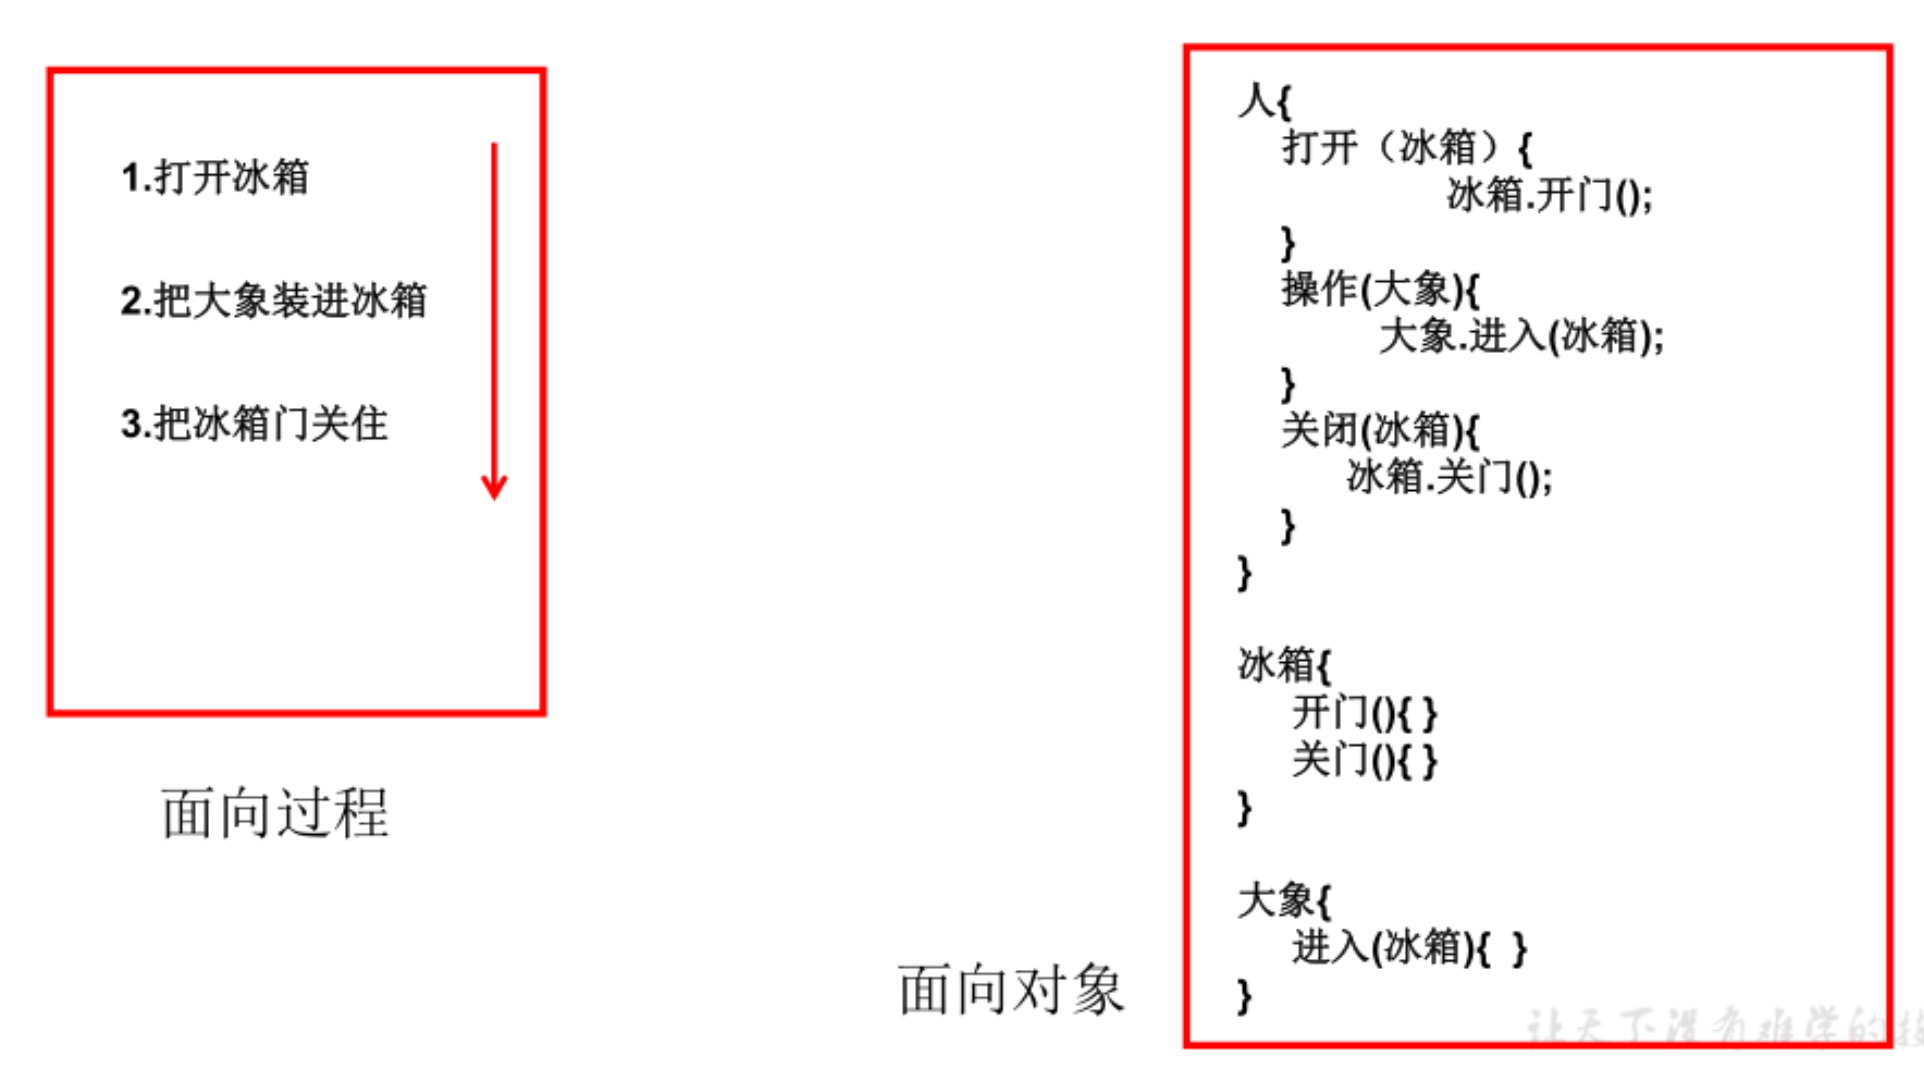 1.打开冰箱
2.把大象装进冰箱
3.把冰箱门关住
面向过程
人{
打开（冰箱）{
冰箱.开门();
}
操作(大象){
大象.进入(冰箱);
}
关闭(冰箱){
冰箱.关门();
}
}
冰箱{
开门(){ }
关门(){ }
}
大象{
进入(冰箱){  }
}
面向对象
让天下没有难学的技